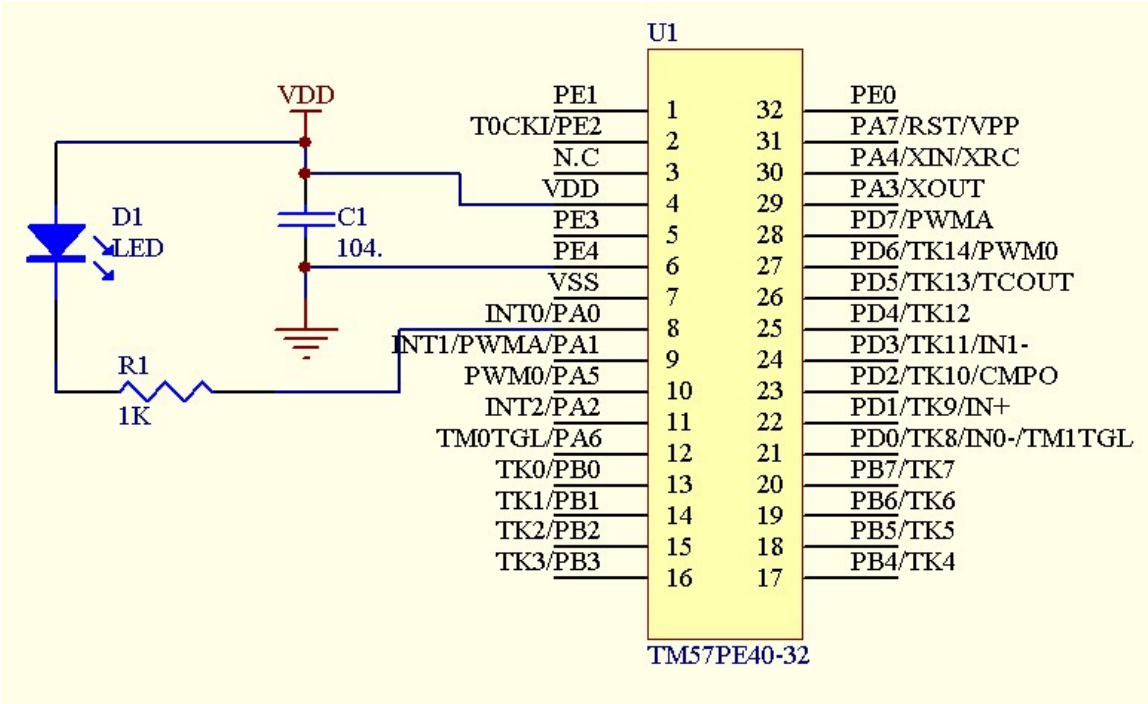 U1
VDD
D1
LED
C1
104.
R1
1K
PE1
T0CKI/PE2
N.C
VDD
PE3
PE4
VSS
INT0/PA0
INT1/PWMA/PA1
PWM0/PA5
INT2/PA2
TM0TGL/PA6
TK0/PB0
TK1/PB1
TK2/PB2
TK3/PB3
1
2
3
4
5
6
7
8
9
10
11
12
13
14
15
16
32
31
30
29
28
27
26
25
24
23
22
21
20
19
18
17
PE0
PA7/RST/VPP
PA4/XIN/XRC
PA3/XOUT
PD7/PWMA
PD6/TK14/PWM0
PD5/TK13/TCOUT
PD4/TK12
PD3/TK11/IN1-
PD2/TK10/CMPO
PD1/TK9/IN+
PD0/TK8/IN0-/TM1TGL
PB7/TK7
PB6/TK6
PB5/TK5
PB4/TK4
TM57PE40-32